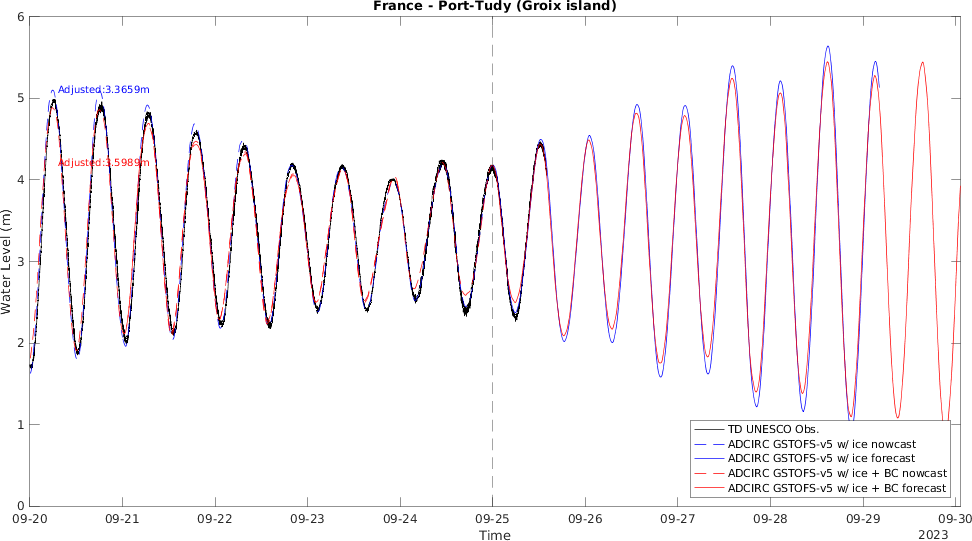 France - Port-Tudy (Groix island)
6
5
4
3
2
1
0
Water Level (m)
Adjusted:3.3659m
Adjusted:3.5989m
TD UNESCO Obs.
ADCIRC GSTOFS-v5 w/ ice nowcast
ADCIRC GSTOFS-v5 w/ ice forecast
ADCIRC GSTOFS-v5 w/ ice + BC nowcast
ADCIRC GSTOFS-v5 w/ ice + BC forecast
09-20 09-21 09-22 09-23 09-24 09-25 09-26 09-27 09-28 09-29 09-30
Time
2023